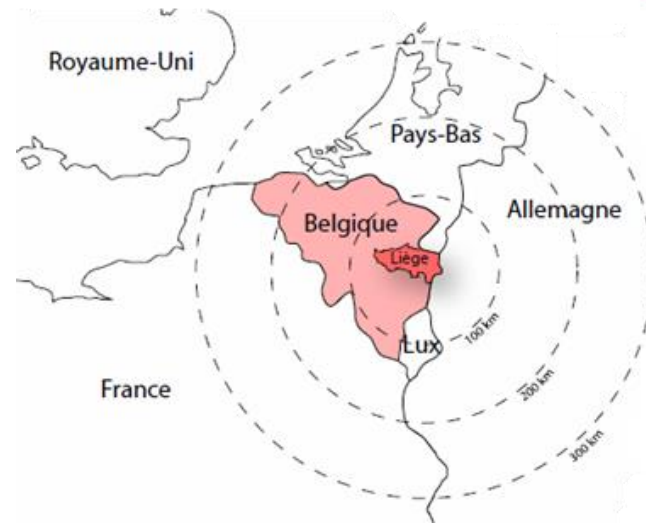 Royaume-Uni
Pays-Bas
Allemagne
Belgique
Liège
100 km
Lux
200 km
France
300 km